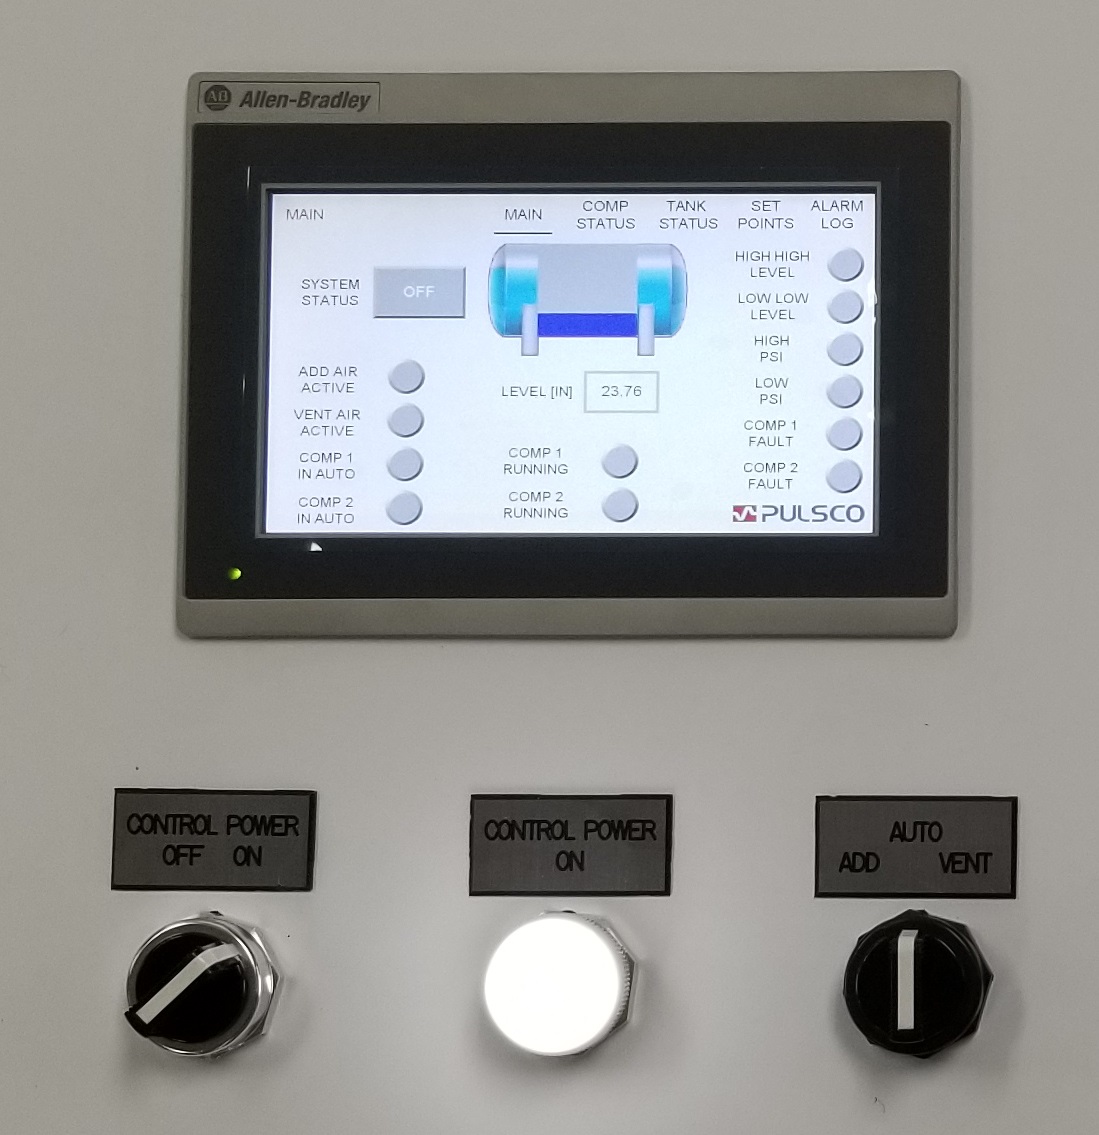 AB Allen-Bradley
MAIN
MAIN
COMP
STATUS
TANK
STATUS
SET
POINTS
ALARM
LOG
SYSTEM
STATUS
OFF
ADD AIR
ACTIVE
VENT AIR
ACTIVE
COMP 1
IN AUTO
COMP 2
IN AUTO
LEVEL [IN]
23.76
COMP 1
RUNNING
COMP 2
RUNNING
HIGH HIGH
LEVEL
LOW LOW
LEVEL
HIGH
PSI
LOW
PSI
COMP 1
FAULT
COMP 2
FAULT
PULSCO
CONTROL POWER
OFF ON
CONTROL POWER
ON
AUTO
ADD VENT